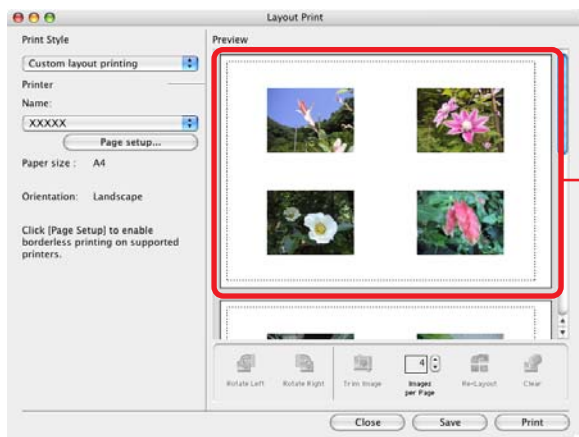 Layout Print
Print Style
Custom layout printing
Printer
Name:
XXXXX
Page setup...
Paper size : A4
Orientation: Landscape
Click [Page Setup] to enable
borderless printing on supported
printers.
Preview
4
Rotate Left Rotate Right Trim Image Images
per Page Re-Layout Clear
Close Save Print